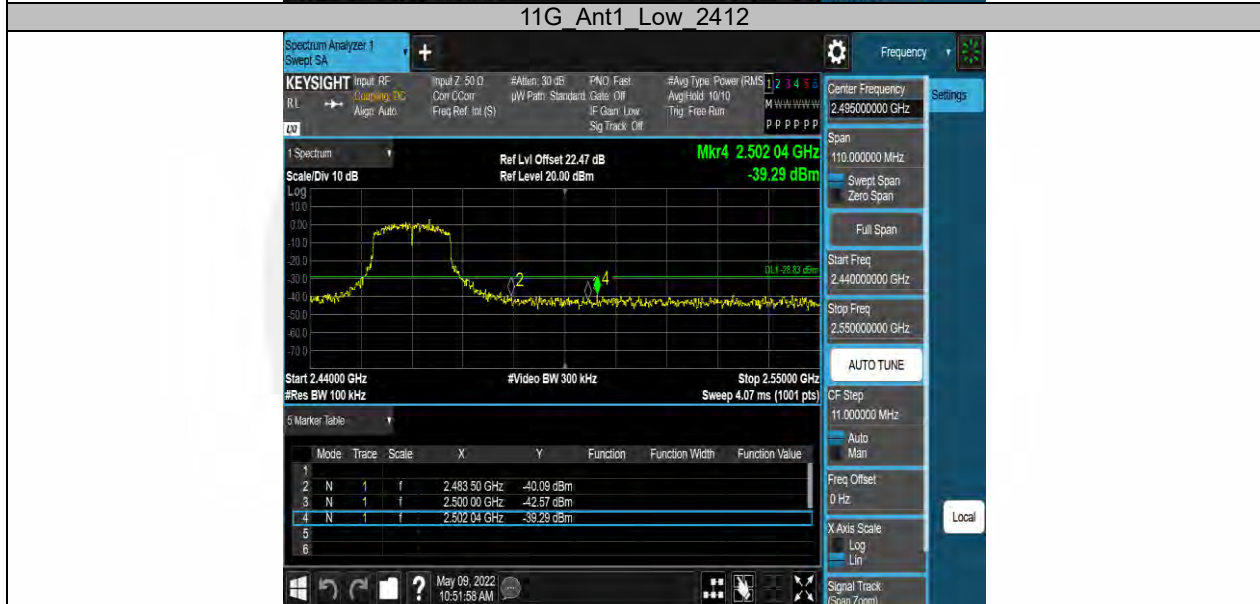 11G_Ant1_Low_2412
Spectrum Analyzer 1
Swept SA
+
Frequency
KEYSIGHT
RL
Input: RF
Coupling: DC
Align: Auto
Input Z: 50 Ω
Corr CCorr
Freq Ref: Int (S)
#Atten: 30 dB
µW Path: Standard
PNO: Fast
Gate: Off
IF Gain: Low
Sig Track: Off
#Avg Type: Power (RMS
Avg|Hold: 10/10
Trig: Free Run
1 2 3 4 5 6
M W W W W W
P P P P P P
1 Spectrum
Scale/Div 10 dB
Ref Lvl Offset 22.47 dB
Ref Level 20.00 dBm
Mkr4 2.502 04 GHz
-39.29 dBm
Log
10.0
0.00
-10.0
-20.0
-30.0
-40.0
-50.0
-60.0
-70.0
2
4
Start 2.44000 GHz
#Res BW 100 kHz
#Video BW 300 kHz
Stop 2.55000 GHz
Sweep 4.07 ms (1001 pts)
5 Marker Table
Mode Trace Scale X Y Function Function Width Function Value
1
2 N 1 f 2.483 50 GHz -40.09 dBm
3 N 1 f 2.500 00 GHz -42.57 dBm
4 N 1 f 2.502 04 GHz -39.29 dBm
5
6
?
May 09, 2022
10:51:58 AM
Center Frequency
2.495000000 GHz
Settings
Span
110.000000 MHz
Swept Span
Zero Span
Full Span
Start Freq
2.440000000 GHz
Stop Freq
2.550000000 GHz
AUTO TUNE
CF Step
11.000000 MHz
Auto
Man
Freq Offset
0 Hz
Local
X Axis Scale
Log
Lin
Signal Track
(Span Zoom)